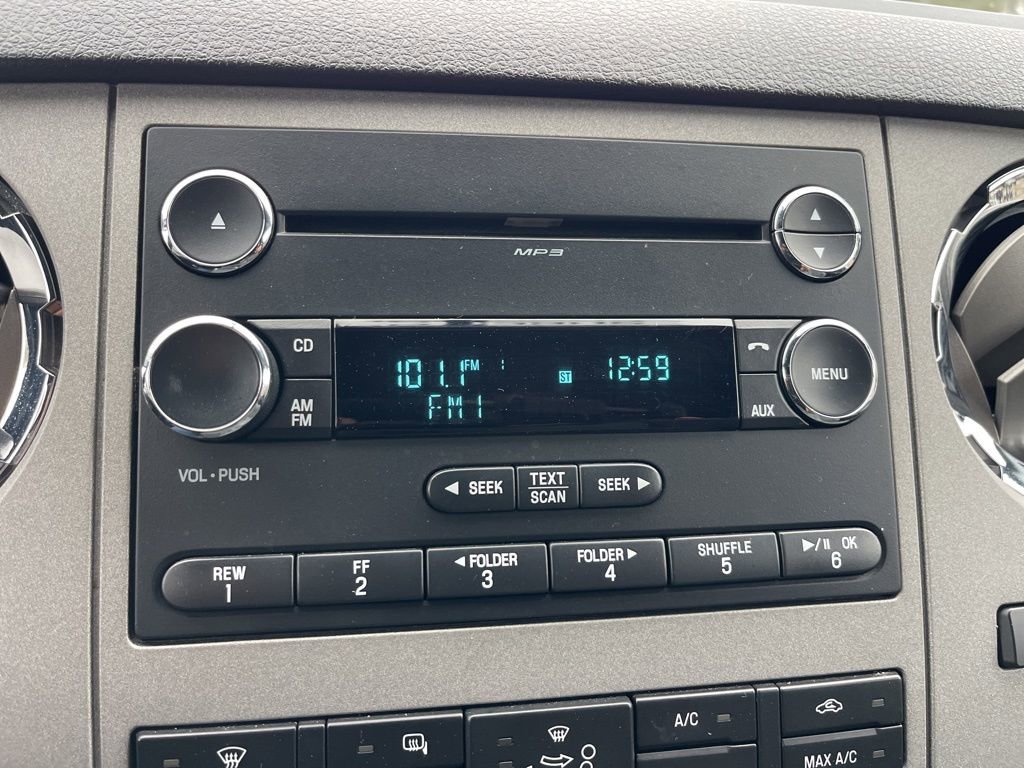 MP3
CD
101.1 FM 1
ST
12:59
FM1
AM
FM
AUX
MENU
VOL • PUSH
◄ SEEK
TEXT
SCAN
SEEK ►
REW
1
FF
2
◄ FOLDER
3
FOLDER ►
4
SHUFFLE
5
►/II OK
6
A/C
MAX A/C